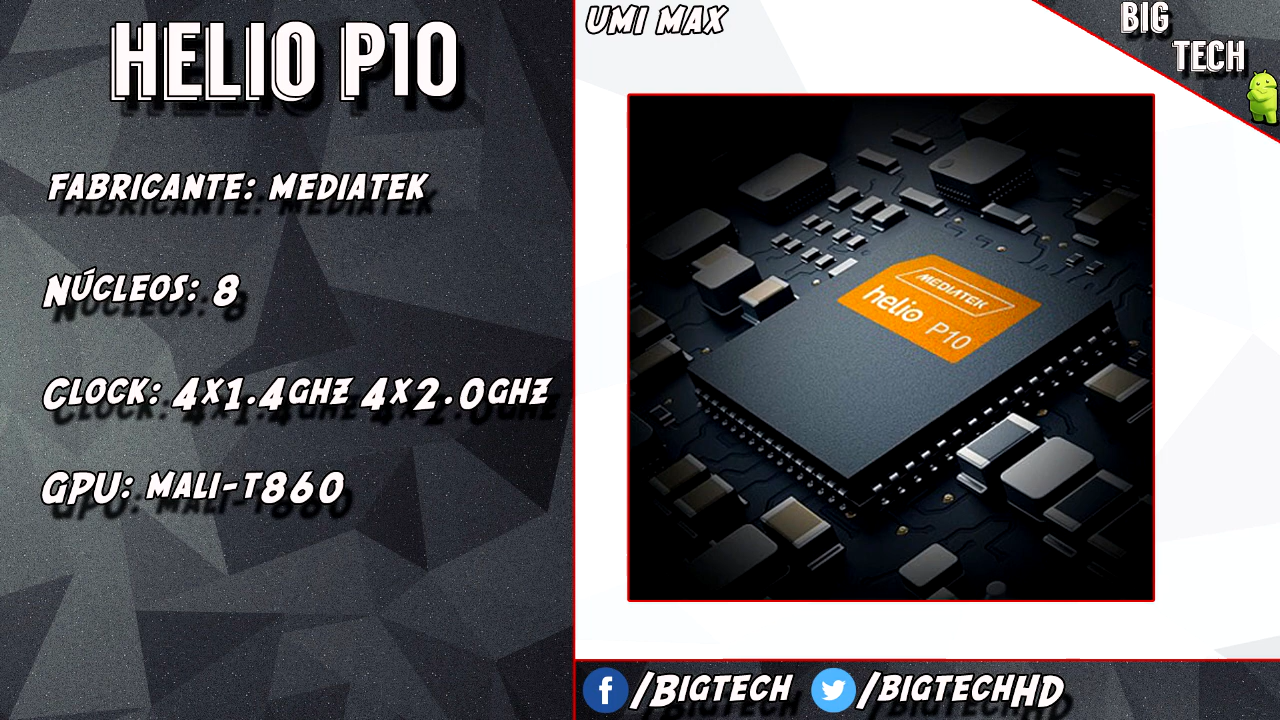 HELIO P10
FABRICANTE: MEDIATEK
NÚCLEOS: 8
CLOCK: 4X1.4GHZ 4X2.0GHZ
GPU: MALI-T860
UMI MAX
BIG
TECH
MEDIATEK
helio P10
/BIGTECH
/BIGTECHHD